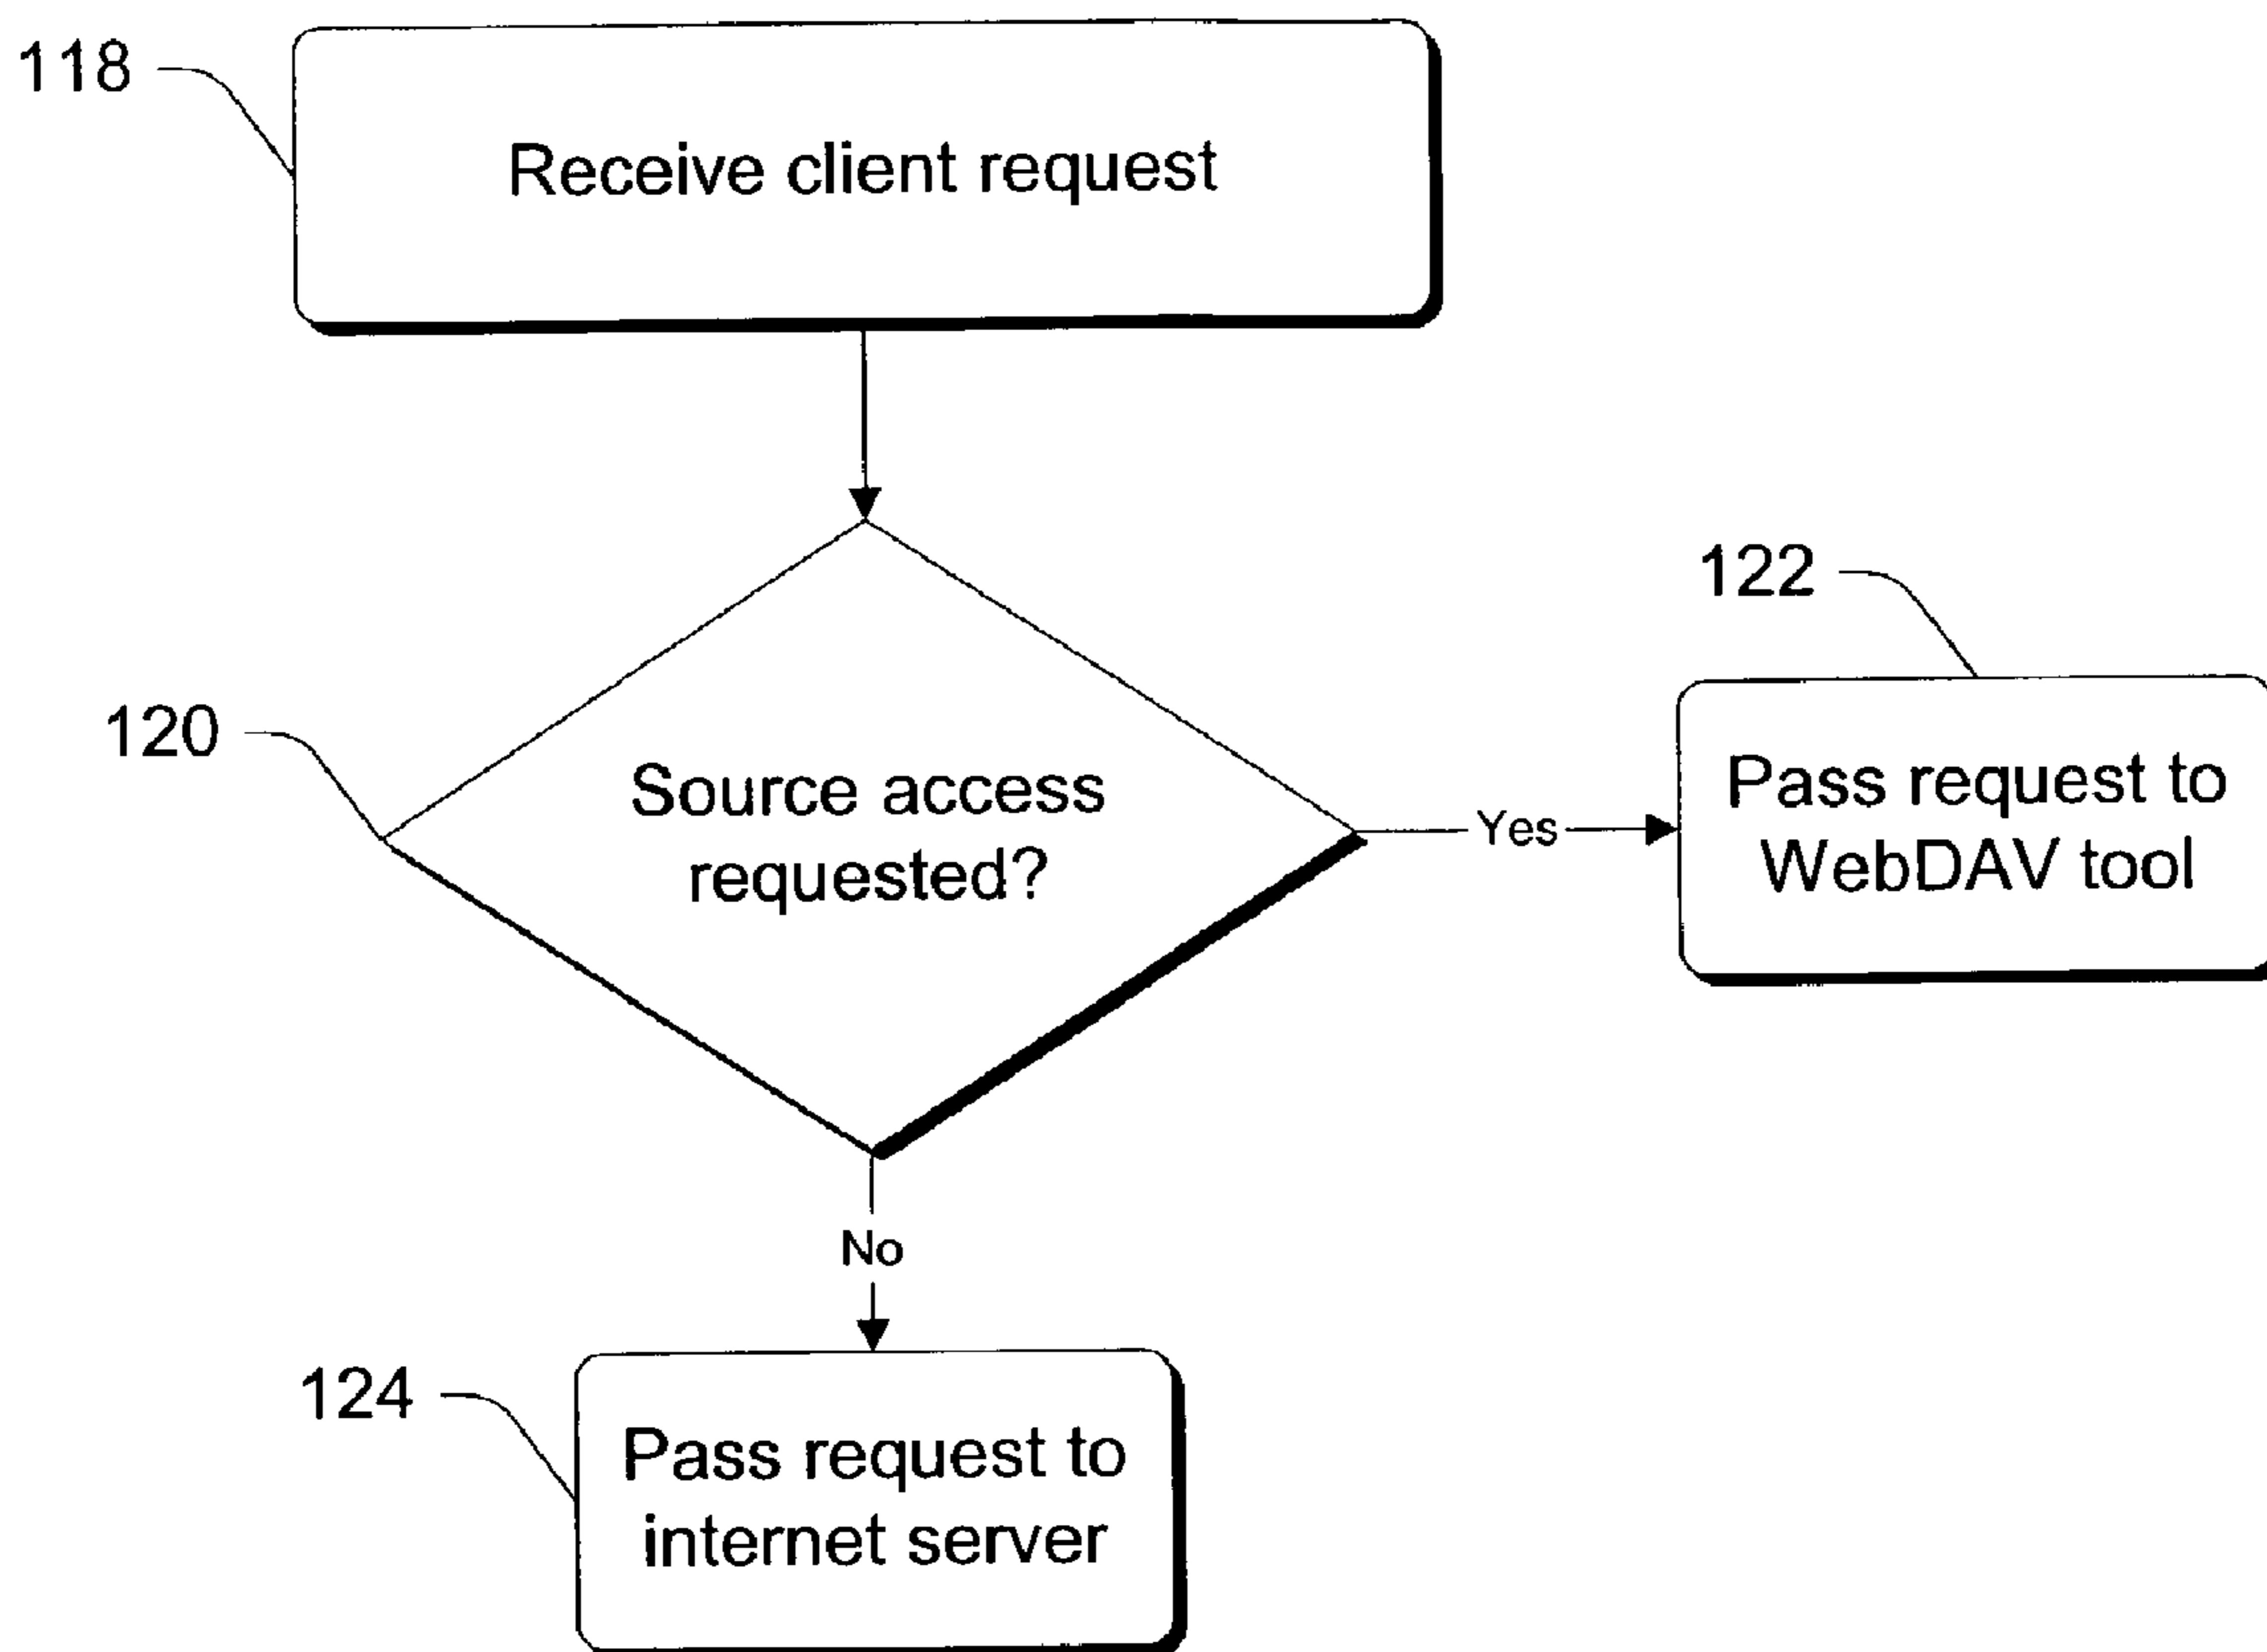 118
Receive client request
120
Source access
requested?
Yes
122
Pass request to
WebDAV tool
No
124
Pass request to
internet server